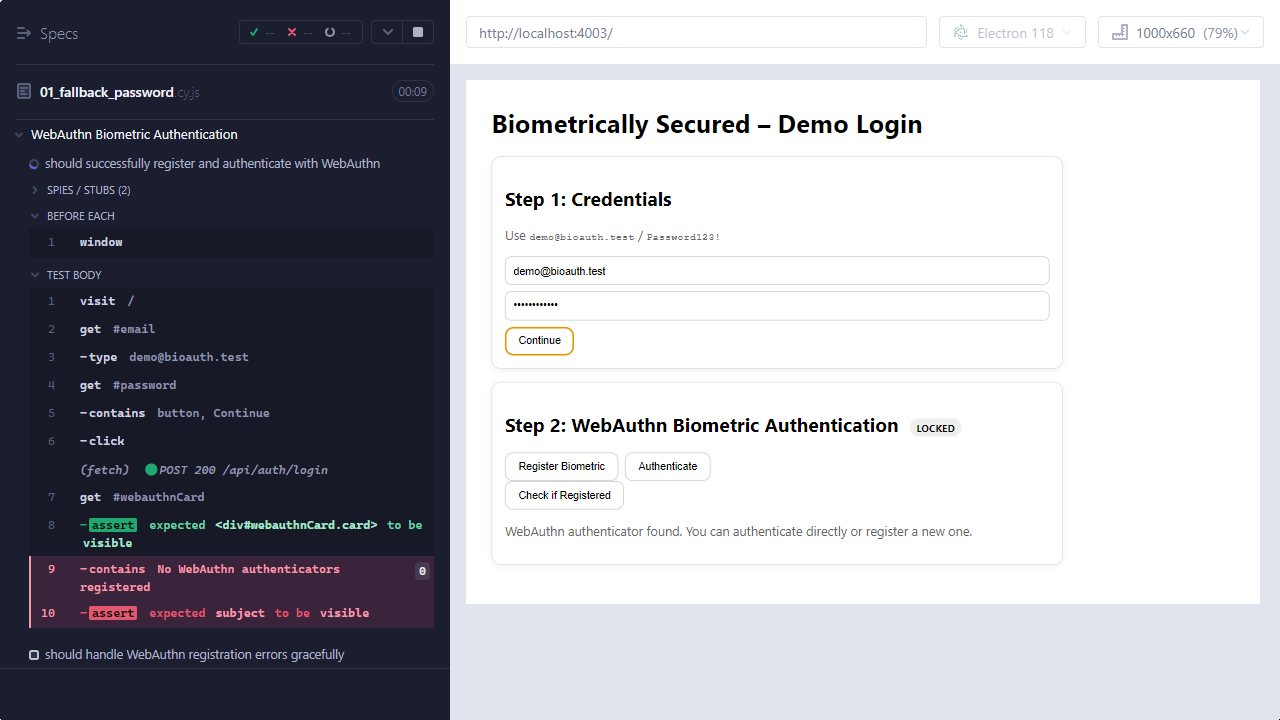 Specs
-- -- --
01_fallback_password.cy.js
00:09
WebAuthn Biometric Authentication
should successfully register and authenticate with WebAuthn
SPIES / STUBS (2)
BEFORE EACH
1 window
TEST BODY
1 visit /
2 get #email
3 -type demo@bioauth.test
4 get #password
5 -contains button, Continue
6 -click
(fetch) POST 200 /api/auth/login
7 get #webauthnCard
8 -assert expected <div#webauthnCard.card> to be
visible
9 -contains No WebAuthn authenticators 0
registered
10 -assert expected subject to be visible
should handle WebAuthn registration errors gracefully
http://localhost:4003/
Electron 118
1000x660 (79%)
Biometrically Secured – Demo Login
Step 1: Credentials
Use demo@bioauth.test / Password123!
demo@bioauth.test
••••••••••••
Continue
Step 2: WebAuthn Biometric Authentication LOCKED
Register Biometric Authenticate
Check if Registered
WebAuthn authenticator found. You can authenticate directly or register a new one.